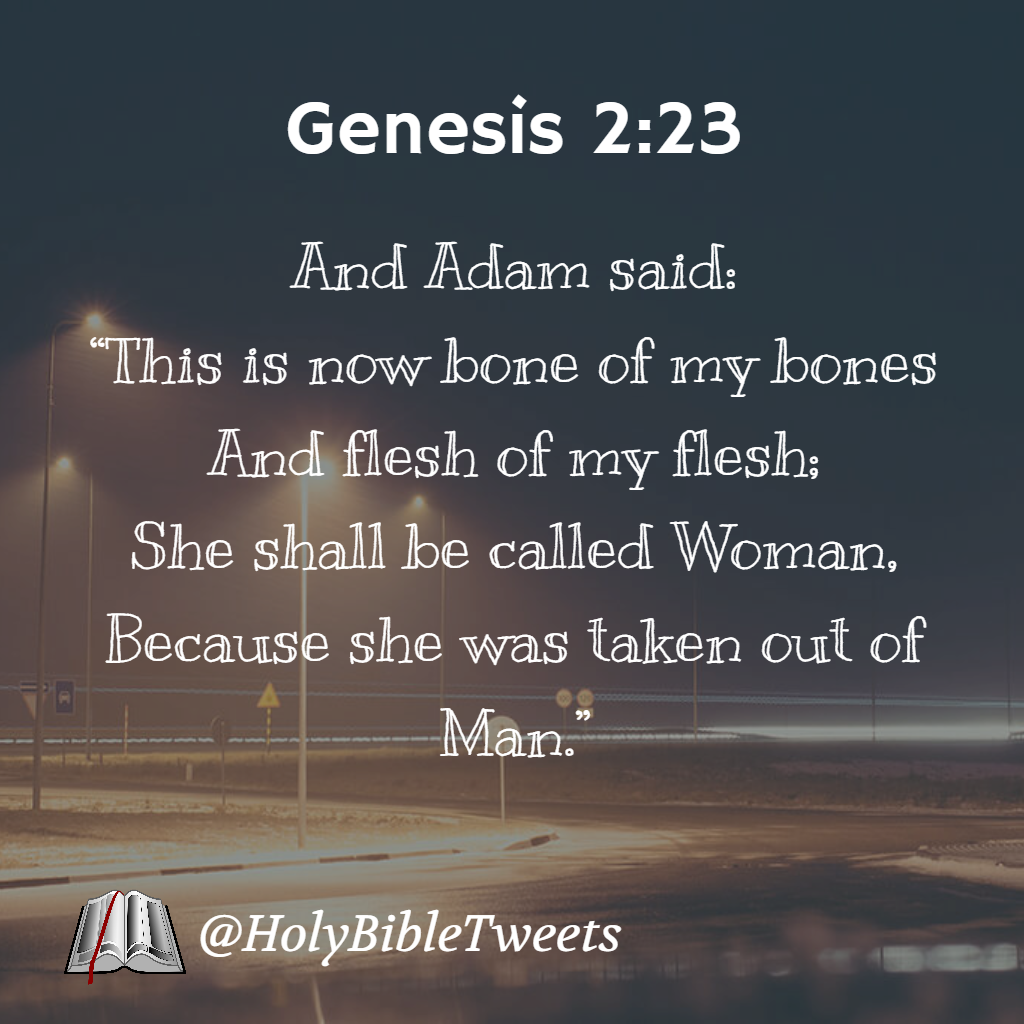 Genesis 2:23
And Adam said:
“This is now bone of my bones
And flesh of my flesh;
She shall be called Woman,
Because she was taken out of
Man.”
@HolyBibleTweets